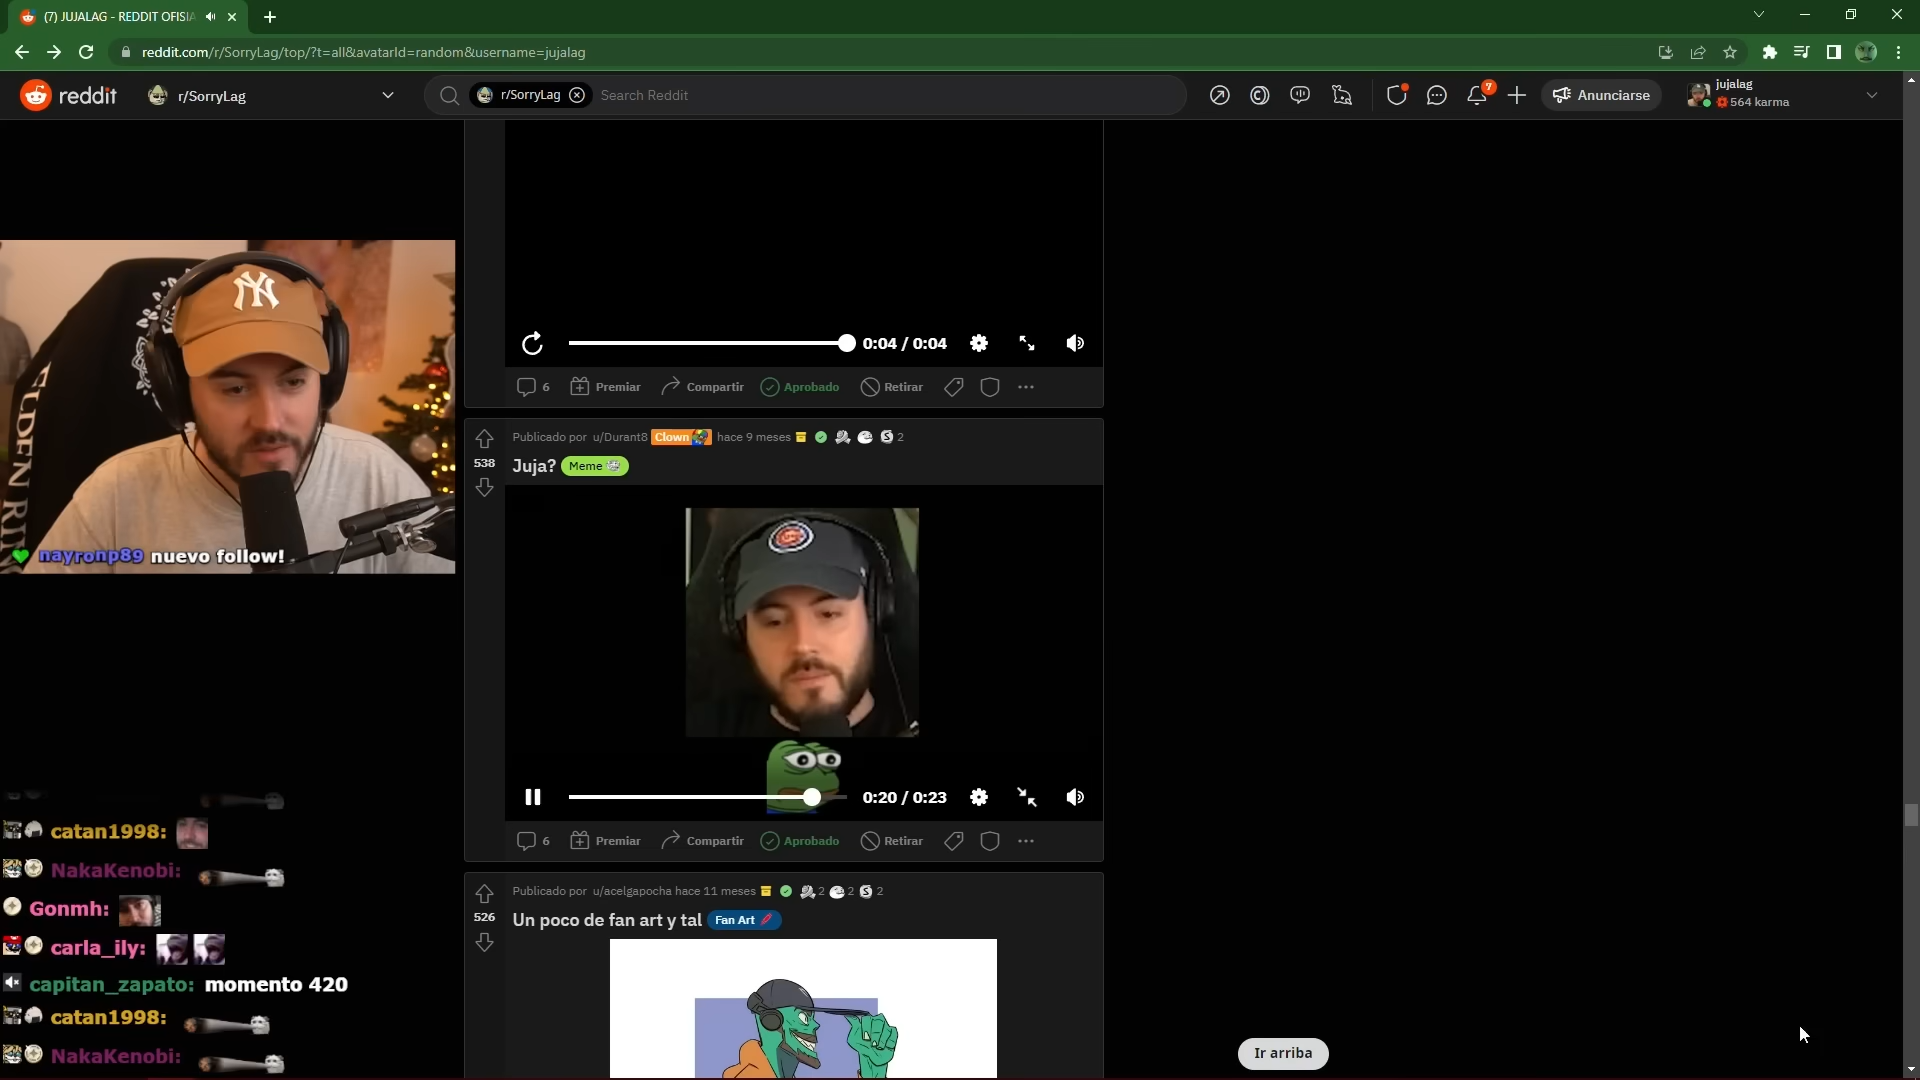 (7) JUJALAG - REDDIT OFISIA
reddit.com/r/SorryLag/top/?t=all&avatarId=random&username=jujalag
reddit
r/SorryLag
r/SorryLag
Search Reddit
7
Anunciarse
jujalag
564 karma
0:04 / 0:04
6
Premiar
Compartir
Aprobado
Retirar
Publicado por u/Durant8 Clown hace 9 meses 2
538
Juja? Meme
NY
ELDEN RI
nayronp89 nuevo follow!
0:20 / 0:23
6
Premiar
Compartir
Aprobado
Retirar
Publicado por u/acelgapocha hace 11 meses 2 2 2
526
Un poco de fan art y tal Fan Art
catan1998:
NakaKenobi:
Gonmh:
carla_ily:
capitan_zapato: momento 420
catan1998:
NakaKenobi:
Ir arriba